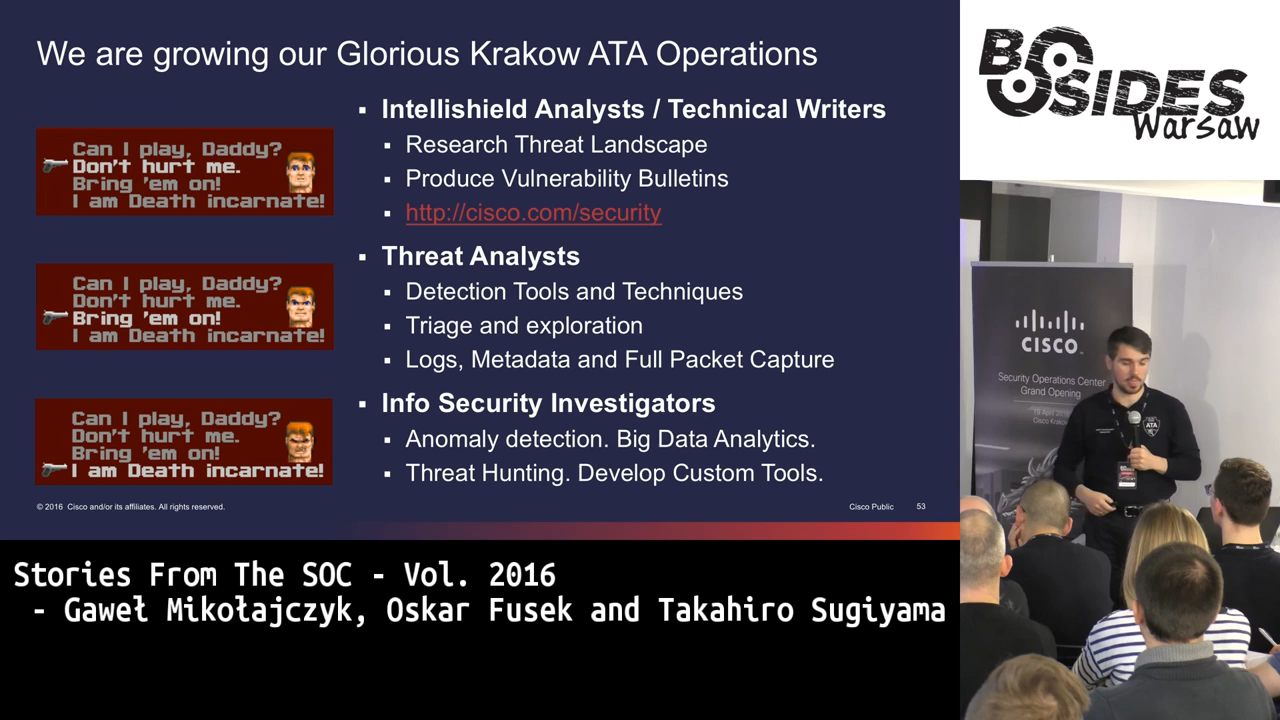 We are growing our Glorious Krakow ATA Operations
Can I play, Daddy?
Don't hurt me.
Bring 'em on!
I am Death incarnate!
Can I play, Daddy?
Don't hurt me.
Bring 'em on!
I am Death incarnate!
Can I play, Daddy?
Don't hurt me.
Bring 'em on!
I am Death incarnate!
▪ Intellishield Analysts / Technical Writers
▪ Research Threat Landscape
▪ Produce Vulnerability Bulletins
▪ http://cisco.com/security
▪ Threat Analysts
▪ Detection Tools and Techniques
▪ Triage and exploration
▪ Logs, Metadata and Full Packet Capture
▪ Info Security Investigators
▪ Anomaly detection. Big Data Analytics.
▪ Threat Hunting. Develop Custom Tools.
© 2016 Cisco and/or its affiliates. All rights reserved.
Cisco Public 53
BSIDES
Warsaw
CISCO
Security Operations Center
Grand Opening
ATA
Stories From The SOC - Vol. 2016
- Gaweł Mikołajczyk, Oskar Fusek and Takahiro Sugiyama